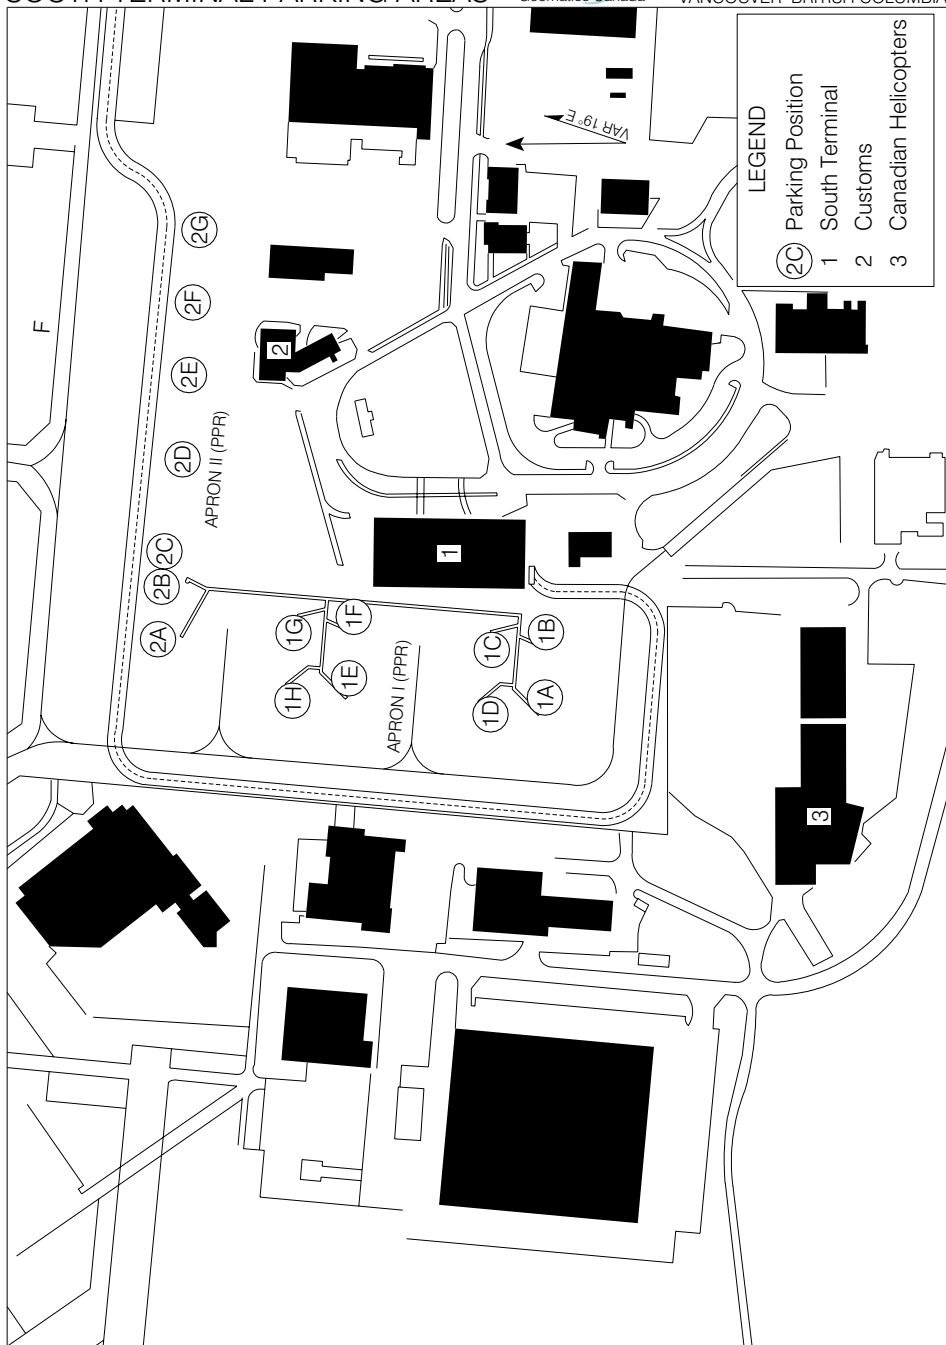 SOUTH TERMINAL PARKING AREAS
Geomatics Canada
VANCOUVER BRITISH COLUMBIA
VAR 19° E
LEGEND
2C Parking Position
1 South Terminal
2 Customs
3 Canadian Helicopters
F
2G
2F
2E
2D
2C
2B
2A
APRON II (PPR)
2
1G
1F
1H
1E
APRON I (PPR)
1
1C
1B
1D
1A
3